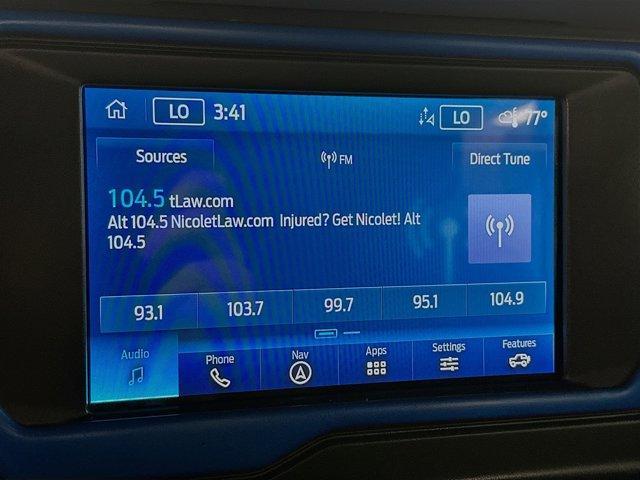 LO 3:41 LO 77°
Sources FM Direct Tune
104.5 tLaw.com
Alt 104.5 NicoletLaw.com Injured? Get Nicolet! Alt
104.5
93.1 103.7 99.7 95.1 104.9
Audio Phone Nav Apps Settings Features